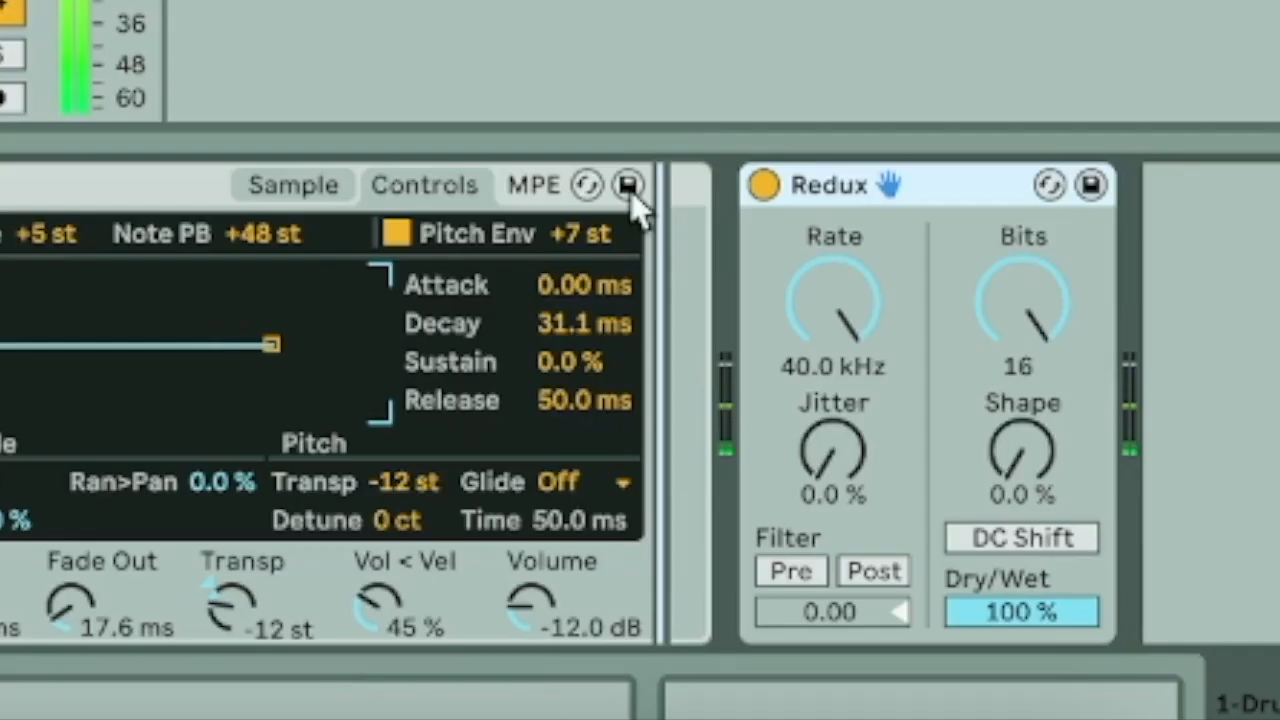 36
48
60
Sample Controls MPE
+5 st Note PB +48 st Pitch Env +7 st
Attack 0.00 ms
Decay 31.1 ms
Sustain 0.0 %
Release 50.0 ms
Pitch
Ran>Pan 0.0 % Transp -12 st Glide Off
% Detune 0 ct Time 50.0 ms
Fade Out Transp Vol < Vel Volume
ms 17.6 ms -12 st 45 % -12.0 dB
Redux
Rate Bits
40.0 kHz 16
Jitter Shape
0.0 % 0.0 %
Filter DC Shift
Pre Post Dry/Wet
0.00 100 %
1-Dru